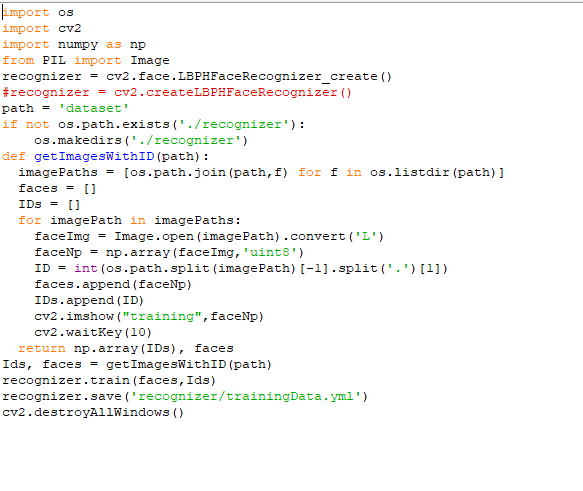 import os
import cv2
import numpy as np
from PIL import Image
recognizer = cv2.face.LBPHFaceRecognizer_create()
#recognizer = cv2.createLBPHFaceRecognizer()
path = 'dataset'
if not os.path.exists('./recognizer'):
    os.makedirs('./recognizer')
def getImagesWithID(path):
  imagePaths = [os.path.join(path,f) for f in os.listdir(path)]
  faces = []
  IDs = []
  for imagePath in imagePaths:
    faceImg = Image.open(imagePath).convert('L')
    faceNp = np.array(faceImg,'uint8')
    ID = int(os.path.split(imagePath)[-1].split('.')[1])
    faces.append(faceNp)
    IDs.append(ID)
    cv2.imshow("training",faceNp)
    cv2.waitKey(10)
  return np.array(IDs), faces
Ids, faces = getImagesWithID(path)
recognizer.train(faces,Ids)
recognizer.save('recognizer/trainingData.yml')
cv2.destroyAllWindows()